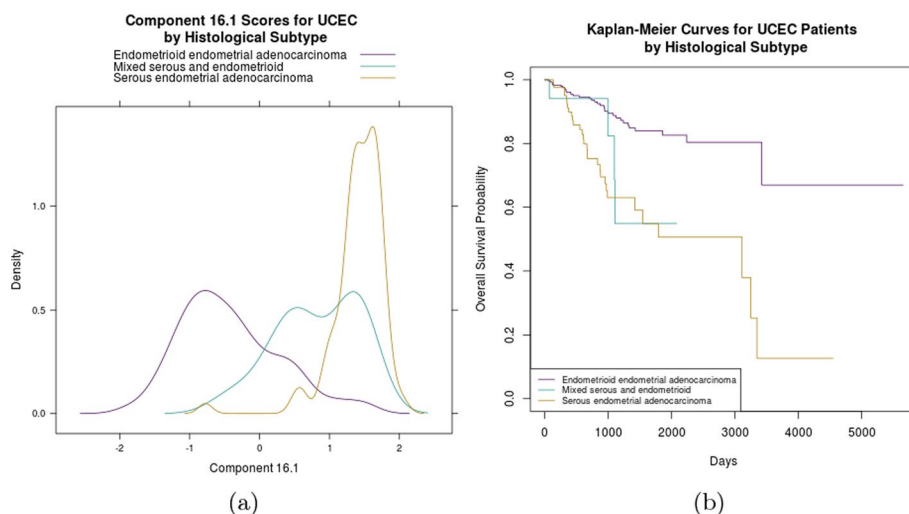 Component 16.1 Scores for UCEC
by Histological Subtype
Endometrioid endometrial adenocarcinoma
Mixed serous and endometrioid
Serous endometrial adenocarcinoma
Density
1.0
0.5
0.0
-2 -1 0 1 2
Component 16.1
(a)
Kaplan-Meier Curves for UCEC Patients
by Histological Subtype
Overall Survival Probability
1.0
0.8
0.6
0.4
0.2
0.0
Endometrioid endometrial adenocarcinoma
Mixed serous and endometrioid
Serous endometrial adenocarcinoma
0 1000 2000 3000 4000 5000
Days
(b)